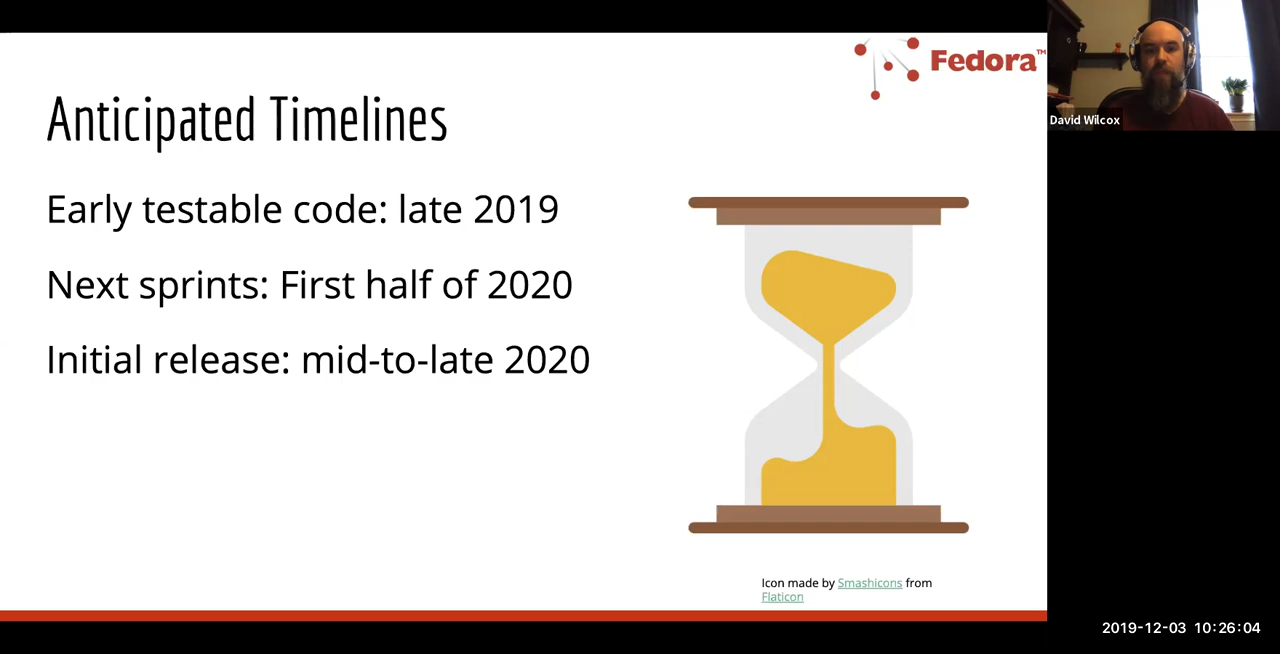 Fedora™
David Wilcox
Anticipated Timelines
Early testable code: late 2019
Next sprints: First half of 2020
Initial release: mid-to-late 2020
Icon made by Smashicons from
Flaticon
2019-12-03 10:26:04